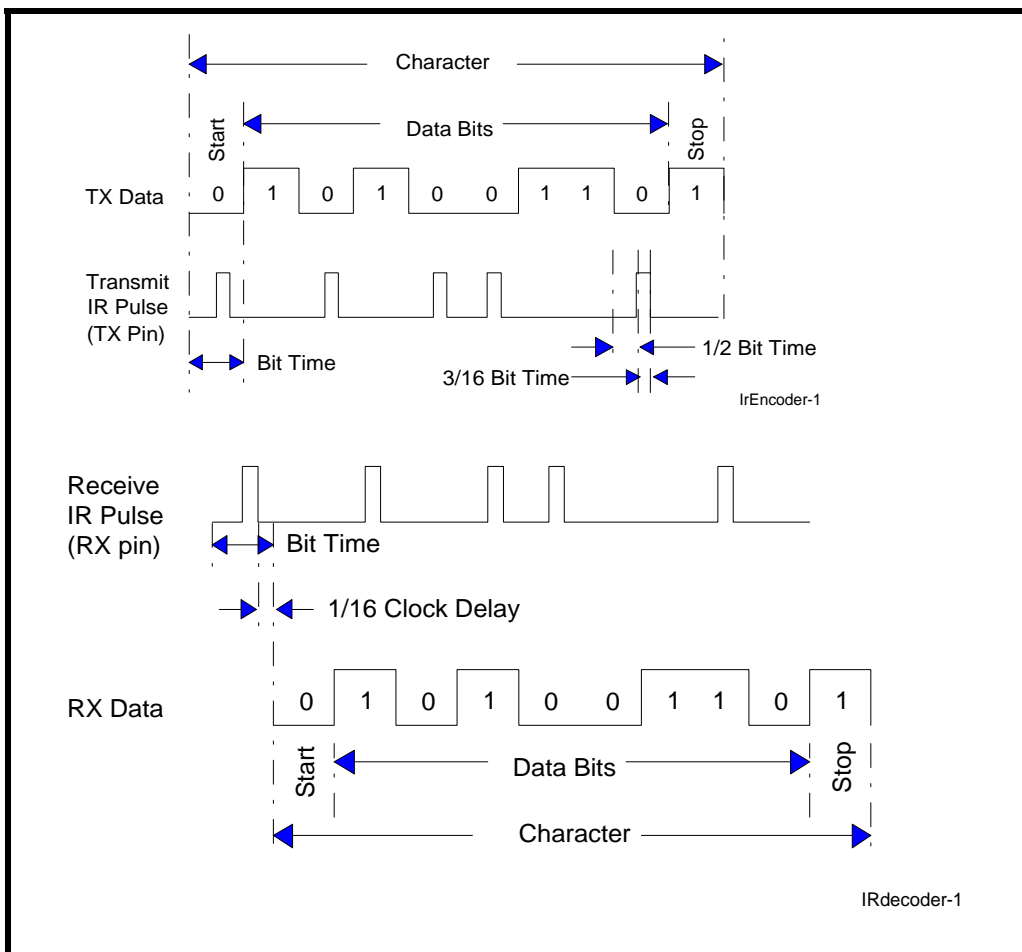 Character
Start
Data Bits
Stop
TX Data
0 1 0 1 0 0 1 1 0 1
Transmit
IR Pulse
(TX Pin)
Bit Time
1/2 Bit Time
3/16 Bit Time
IrEncoder-1
Receive
IR Pulse
(RX pin)
Bit Time
1/16 Clock Delay
RX Data
0 1 0 1 0 0 1 1 0 1
Start
Data Bits
Stop
Character
IRdecoder-1